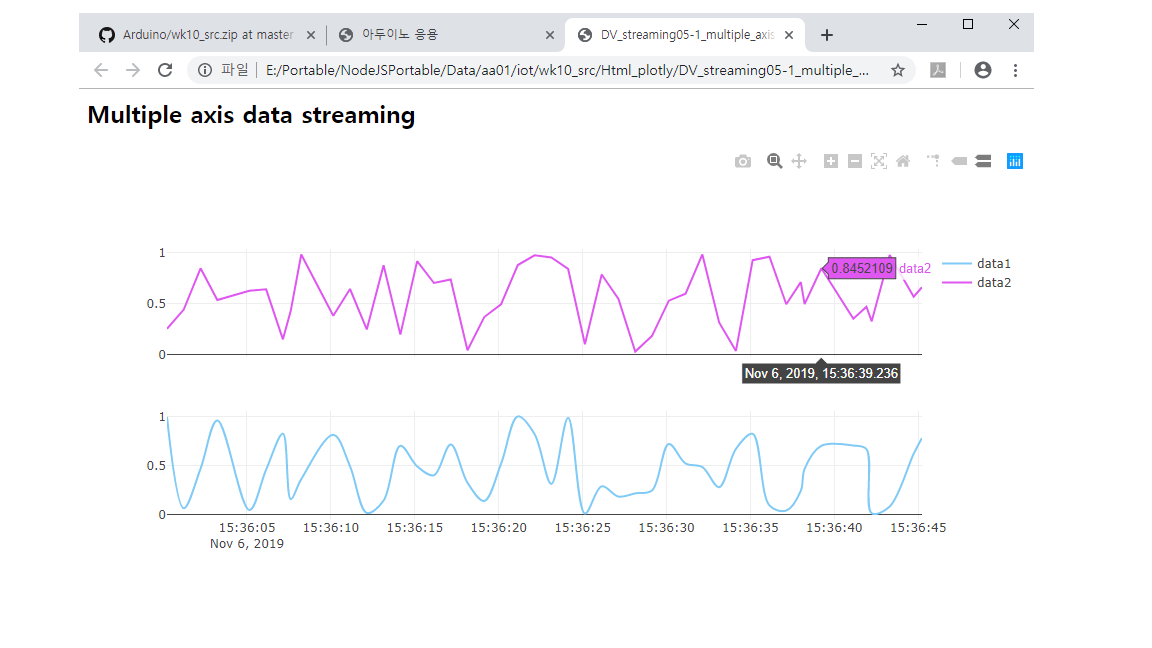 Arduino/wk10_src.zip at master
아두이노 응용
DV_streaming05-1_multiple_axis
파일
E:/Portable/NodeJSPortable/Data/aa01/iot/wk10_src/Html_plotly/DV_streaming05-1_multiple_...
Multiple axis data streaming
1
0.5
0
0.8452109 data2
data1
data2
Nov 6, 2019, 15:36:39.236
1
0.5
0
15:36:05 15:36:10 15:36:15 15:36:20 15:36:25 15:36:30 15:36:35 15:36:40 15:36:45
Nov 6, 2019